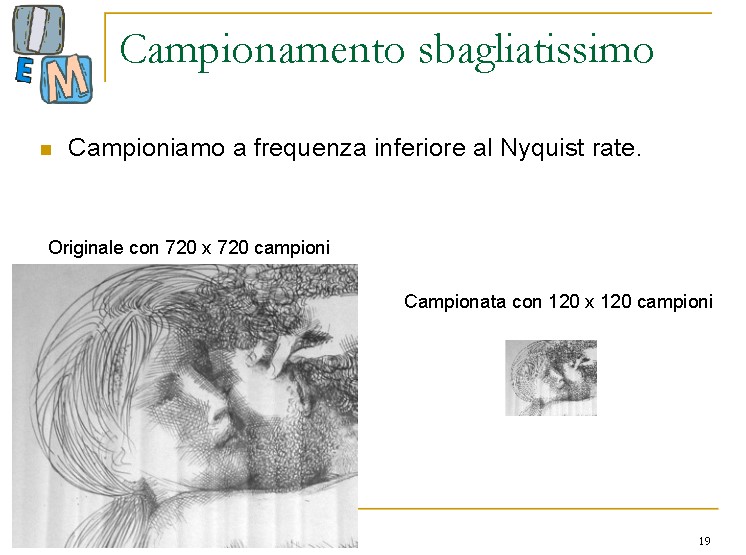 I
E M
Campionamento sbagliatissimo
Campioniamo a frequenza inferiore al Nyquist rate.
Originale con 720 x 720 campioni
Campionata con 120 x 120 campioni
19